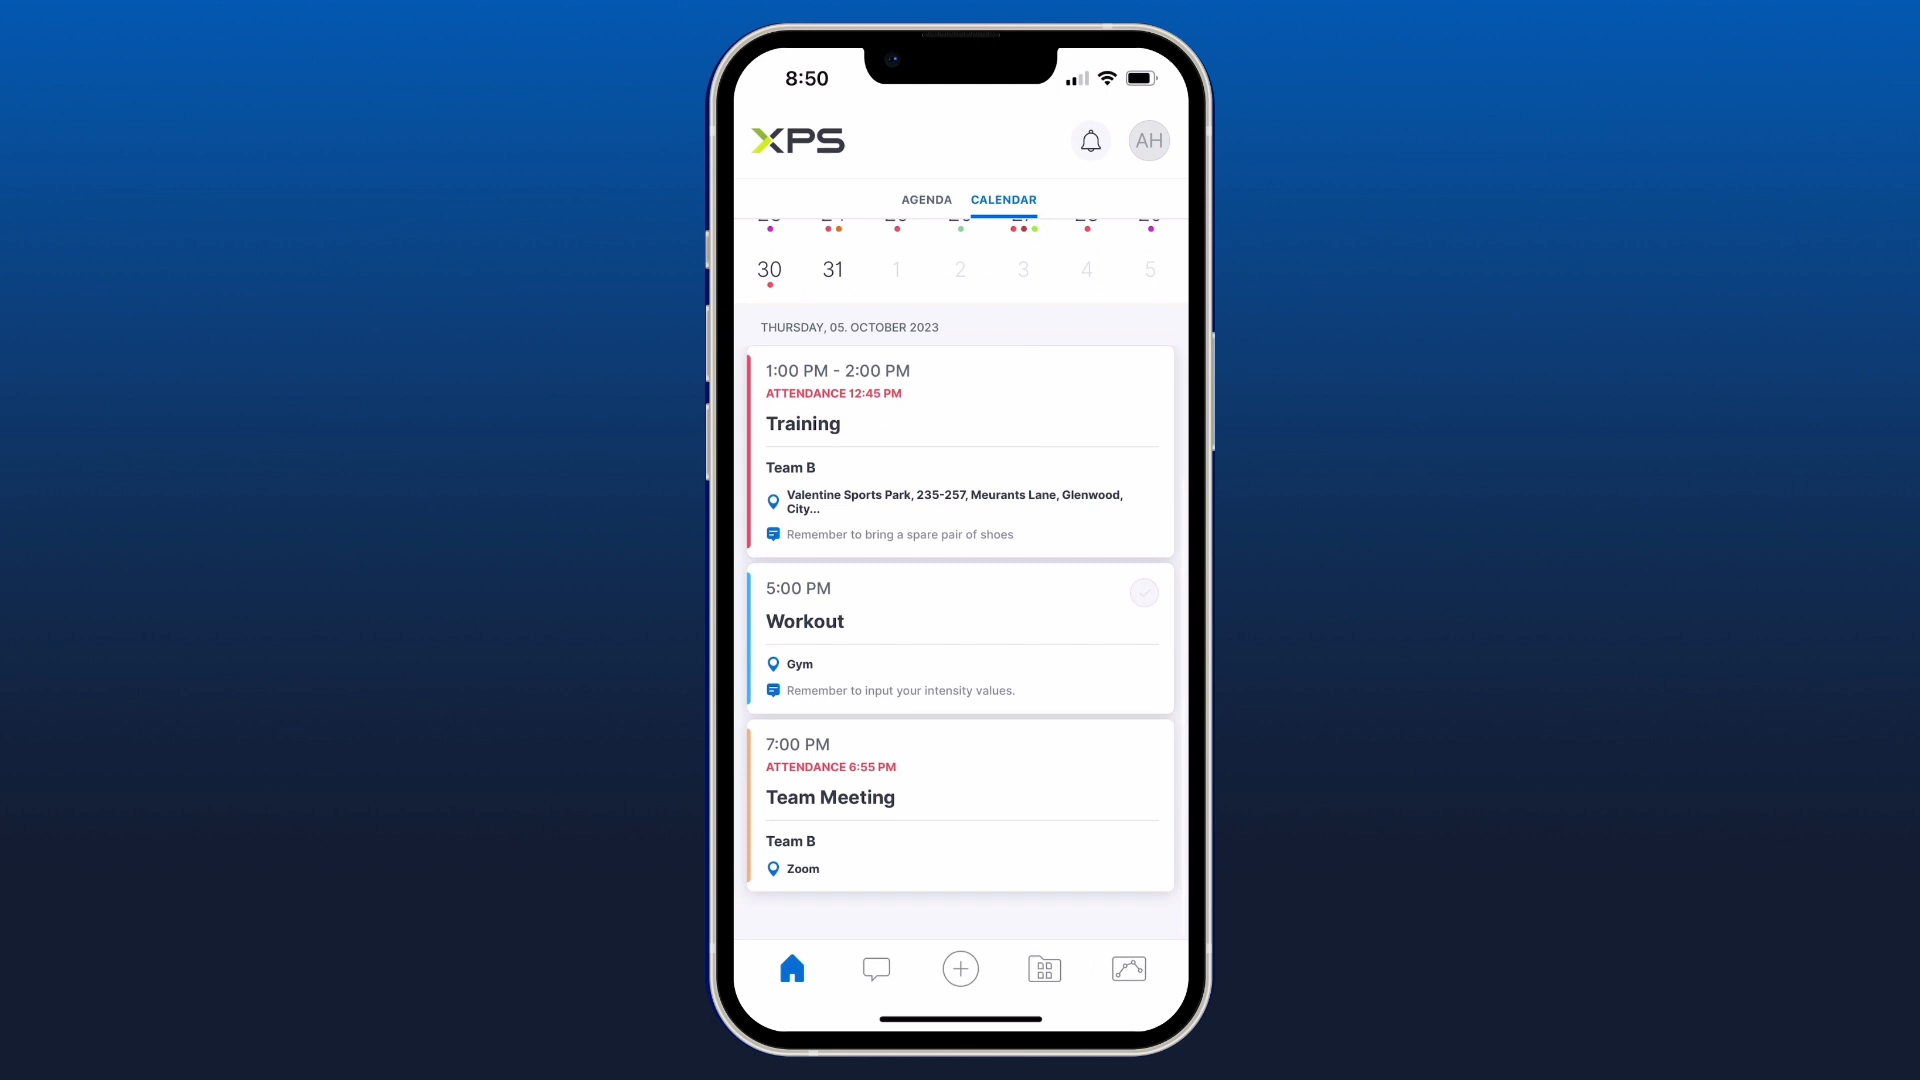 8:50
XPS
AH
AGENDA CALENDAR
30 31 1 2 3 4 5
THURSDAY, 05. OCTOBER 2023
1:00 PM - 2:00 PM
ATTENDANCE 12:45 PM
Training
Team B
Valentine Sports Park, 235-257, Meurants Lane, Glenwood,
City...
Remember to bring a spare pair of shoes
5:00 PM
Workout
Gym
Remember to input your intensity values.
7:00 PM
ATTENDANCE 6:55 PM
Team Meeting
Team B
Zoom